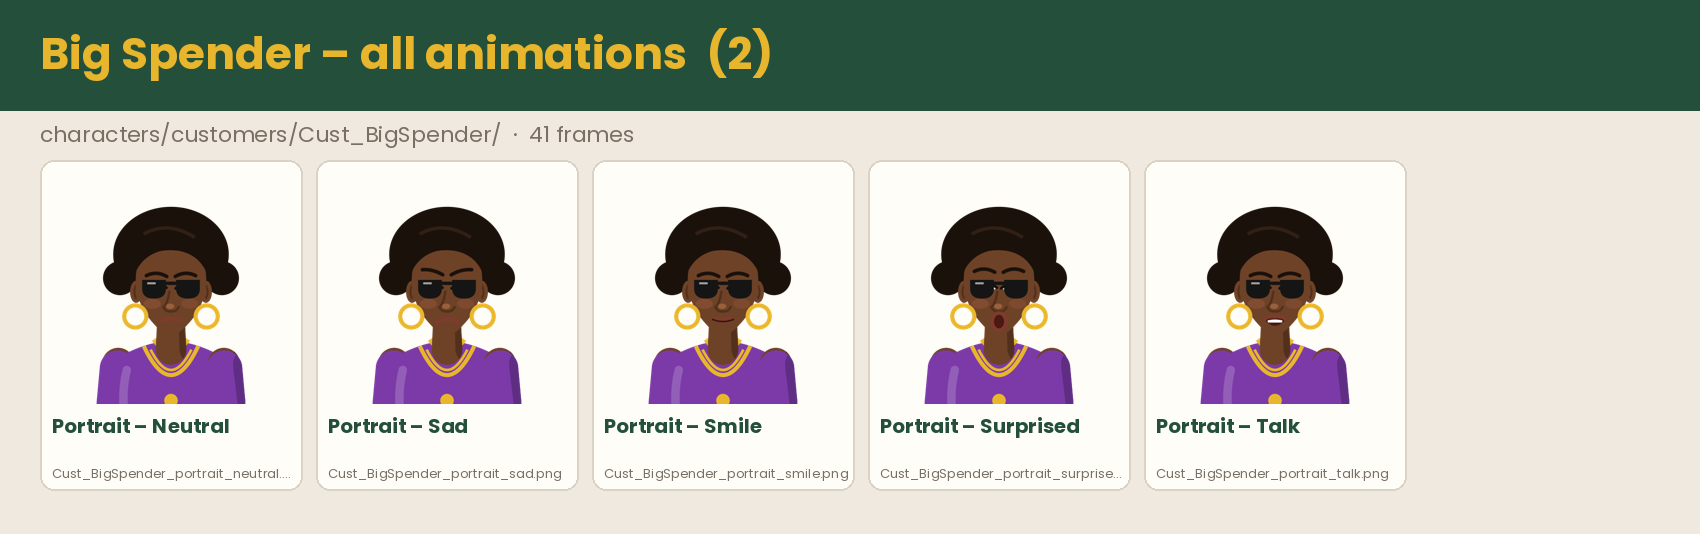 Big Spender – all animations (2)
characters/customers/Cust_BigSpender/ · 41 frames
Portrait – Neutral
Cust_BigSpender_portrait_neutral....
Portrait – Sad
Cust_BigSpender_portrait_sad.png
Portrait – Smile
Cust_BigSpender_portrait_smile.png
Portrait – Surprised
Cust_BigSpender_portrait_surprise...
Portrait – Talk
Cust_BigSpender_portrait_talk.png